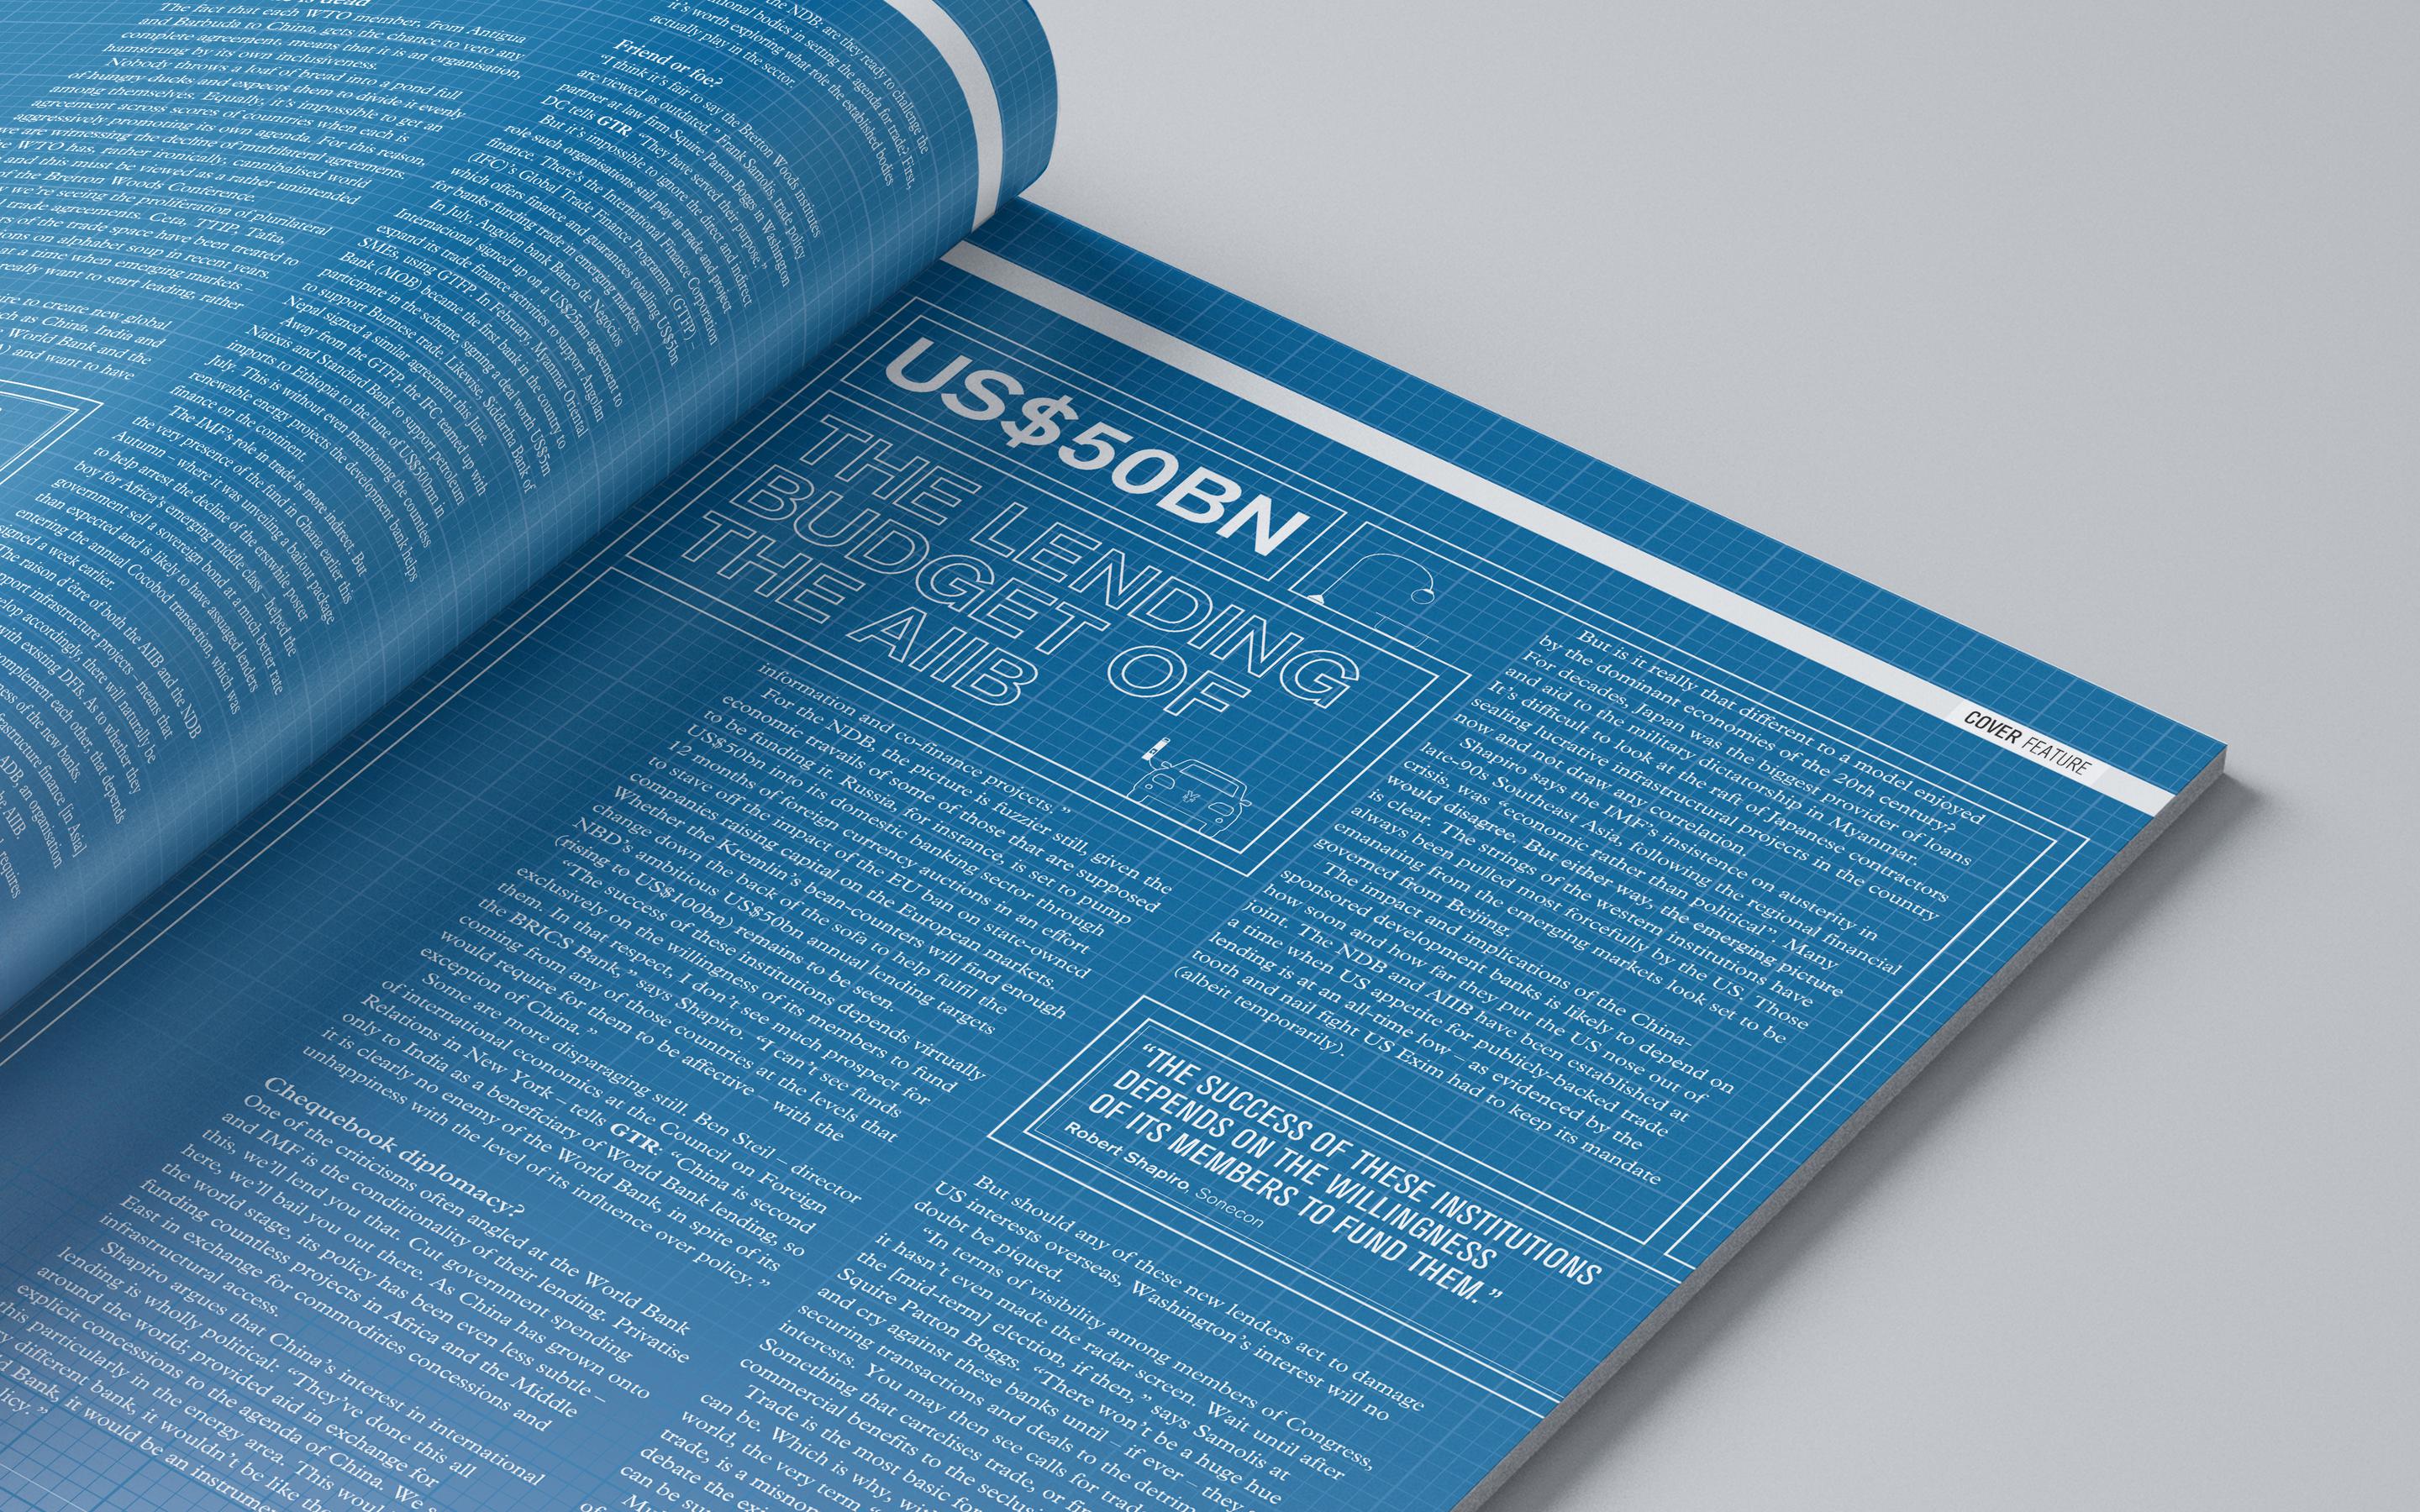 is dead
The fact that each WTO member, from Antigua
and Barbuda to China, gets the chance to veto any
complete agreement, means that it is an organisation,
hamstrung by its own inclusiveness.
Nobody throws a loaf of bread into a pond full
of hungry ducks and expects them to divide it evenly
among themselves. Equally, it's impossible to get an
agreement across scores of countries when each is
aggressively promoting its own agenda. For this reason,
we are witnessing the decline of multilateral agreements.
WTO has, rather ironically, cannibalised world
and this must be viewed as a rather unintended
of the Bretton Woods Conference.
we're seeing the proliferation of plurilateral
trade agreements. Ceta, TTIP, Tafta,
of the trade space have been treated to
on alphabet soup in recent years.
at a time when emerging markets –
really want to start leading, rather
to create new global
as China, India and
World Bank and the
and want to have
the NDB: are they ready to challenge the
bodies in setting the agenda for trade? First,
it's worth exploring what role the established bodies
actually play in the sector.
Friend or foe?
“I think it's fair to say the Bretton Woods institutes
are viewed as outdated,” Frank Samolis, trade policy
partner at law firm Squire Patton Boggs in Washington
DC tells GTR. “They have served their purpose.”
But it's impossible to ignore the direct and indirect
role such organisations still play in trade and project
finance. There's the International Finance Corporation
(IFC)'s Global Trade Finance Programme (GTFP) –
which offers finance and guarantees totalling US$5bn
for banks funding trade in emerging markets.
In July, Angolan bank Banco de Negocios
Internacional signed up on a US$25mn agreement to
expand its trade finance activities to support Angolan
SMEs, using GTFP. In February, Myanmar Oriental
Bank (MOB) became the first bank in the country to
participate in the scheme, signing a deal worth US$5mn
to support Burmese trade. Likewise, Siddartha Bank of
Nepal signed a similar agreement this June.
Away from the GTFP, the IFC teamed up with
Natixis and Standard Bank to support petroleum
imports to Ethiopia to the tune of US$500mn in
July. This is without even mentioning the countless
renewable energy projects the development bank helps
finance on the continent.
The IMF's role in trade is more indirect. But
the very presence of the fund in Ghana earlier this
Autumn – where it was unveiling a bailout package
to help arrest the decline of the erstwhile poster
boy for Africa's emerging middle class – helped the
government sell a sovereign bond at a much better rate
than expected and is likely to have assuaged lenders
entering the annual Cocobod transaction, which was
signed a week earlier.
The raison d'être of both the AIIB and the NDB
infrastructure projects – means that
accordingly, there will naturally be
with existing DFIs. As to whether they
complement each other, that depends
of the new banks.
infrastructure finance [in Asia]
ADB, an organisation
the AIIB.
requires
COVER FEATURE
US$50BN
THE LENDING
BUDGET OF
THE AIIB
information and co-finance projects.”
For the NDB, the picture is fuzzier still, given the
economic travails of some of those that are supposed
to be funding it. Russia, for instance, is set to pump
US$50bn into its domestic banking sector through
12 months of foreign currency auctions in an effort
to stave off the impact of the EU ban on state-owned
companies raising capital on the European markets.
Whether the Kremlin's bean-counters will find enough
change down the back of the sofa to help fulfil the
NBD's ambitious US$50bn annual lending targets
(rising to US$100bn) remains to be seen.
“The success of these institutions depends virtually
exclusively on the willingness of its members to fund
them. In that respect, I don't see much prospect for
the BRICS Bank,” says Shapiro. “I can't see funds
coming from any of those countries at the levels that
would require for them to be affective – with the
exception of China.”
Some are more disparaging still. Ben Steil – director
of international economics at the Council on Foreign
Relations in New York – tells GTR: “China is second
only to India as a beneficiary of World Bank lending, so
it is clearly no enemy of the World Bank, in spite of its
unhappiness with the level of its influence over policy.”
Chequebook diplomacy?
One of the criticisms often angled at the World Bank
and IMF is the conditionality of their lending. Privatise
this, we'll lend you that. Cut government spending
here, we'll bail you out there. As China has grown onto
the world stage, its policy has been even less subtle –
funding countless projects in Africa and the Middle
East in exchange for commodities concessions and
infrastructural access.
Shapiro argues that China's interest in international
lending is wholly political: “They've done this all
around the world; provided aid in exchange for
explicit concessions to the agenda of China. We
this particularly in the energy area. This would
different bank, it wouldn't be like the
Bank, it would be an
But is it really that different to a model enjoyed
by the dominant economies of the 20th century?
For decades, Japan was the biggest provider of loans
and aid to the military dictatorship in Myanmar.
It's difficult to look at the raft of Japanese contractors
sealing lucrative infrastructural projects in the country
now and not draw any correlation.
Shapiro says the IMF's insistence on austerity in
late-90s Southeast Asia, following the regional financial
crisis, was “economic rather than political”. Many
would disagree. But either way, the emerging picture
is clear. The strings of the western institutions have
always been pulled most forcefully by the US. Those
emanating from the emerging markets look set to be
governed from Beijing.
The impact and implications of the China-
sponsored development banks is likely to depend on
how soon and how far they put the US nose out of
joint. The NDB and AIIB have been established at
a time when US appetite for publicly-backed trade
lending is at an all-time low – as evidenced by the
tooth and nail fight US Exim had to keep its mandate
(albeit temporarily).
“THE SUCCESS OF THESE INSTITUTIONS
DEPENDS ON THE WILLINGNESS
OF ITS MEMBERS TO FUND THEM.”
Robert Shapiro, Sonecon
But should any of these new lenders act to damage
US interests overseas, Washington's interest will no
doubt be piqued.
“In terms of visibility among members of Congress,
it hasn't even made the radar screen. Wait until after
the [mid-term] election, if then,” says Samolis at
Squire Patton Boggs. “There won't be a huge hue
and cry against these banks until – if ever – they
securing transactions and deals to the
interests. You may then see calls for
Something that cartelises trade, or
commercial benefits to the
Trade is the most basic
can be. Which is why,
world, the very term
trade, is a
debate the
can be